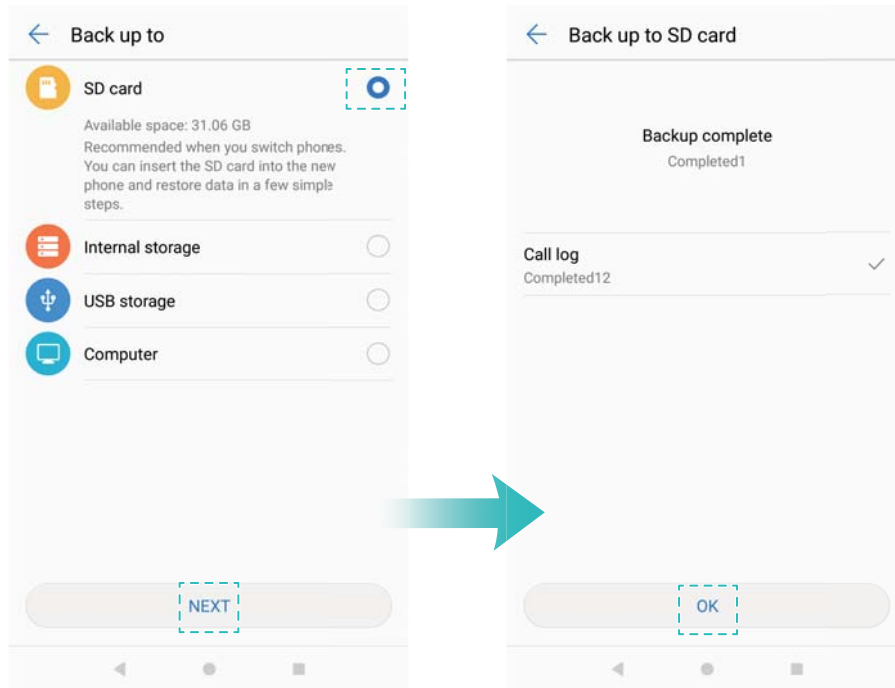 Back up to
SD card
Available space: 31.06 GB
Recommended when you switch phones.
You can insert the SD card into the new
phone and restore data in a few simple
steps.
Internal storage
USB storage
Computer
NEXT
Back up to SD card
Backup complete
Completed1
Call log
Completed12
OK